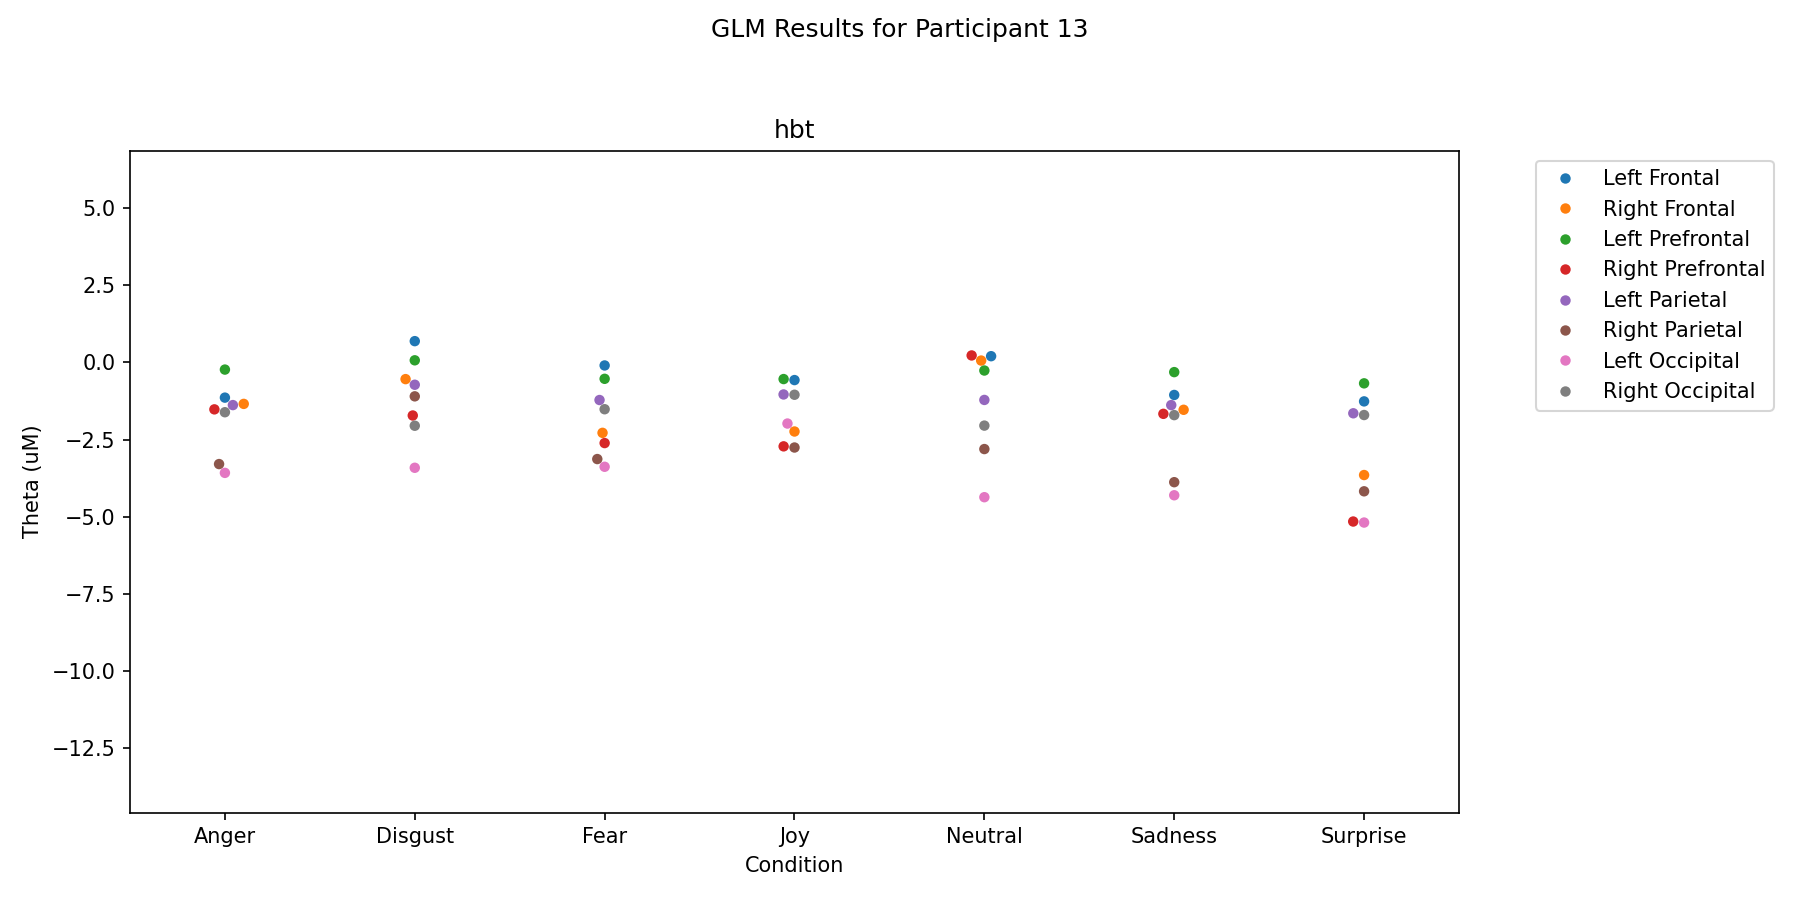 GLM Results for Participant 13
hbt
Theta (uM)
5.0
2.5
0.0
−2.5
−5.0
−7.5
−10.0
−12.5
Anger Disgust Fear Joy Neutral Sadness Surprise
Condition
Left Frontal
Right Frontal
Left Prefrontal
Right Prefrontal
Left Parietal
Right Parietal
Left Occipital
Right Occipital